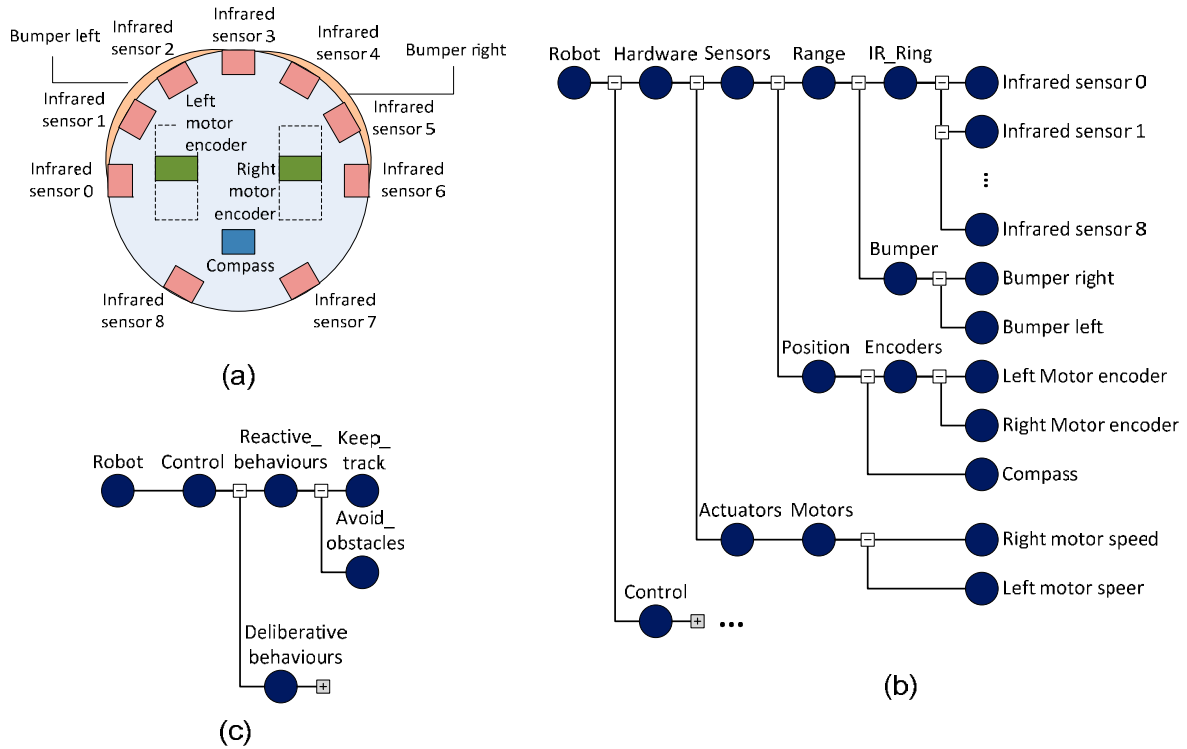 Bumper left
Infrared
sensor 2
Infrared
sensor 3
Infrared
sensor 4
Bumper right
Infrared
sensor 1
Left
motor
encoder
Infrared
sensor 5
Infrared
sensor 0
Right
motor
encoder
Infrared
sensor 6
Compass
Infrared
sensor 8
Infrared
sensor 7
(a)
Robot
Hardware
Sensors
Range
IR_Ring
Infrared sensor 0
Infrared sensor 1
...
Infrared sensor 8
Bumper
Bumper right
Bumper left
Position
Encoders
Left Motor encoder
Right Motor encoder
Compass
Actuators
Motors
Right motor speed
Left motor speer
Control
...
(b)
Robot
Control
Reactive_
behaviours
Keep_
track
Avoid_
obstacles
Deliberative
behaviours
(c)